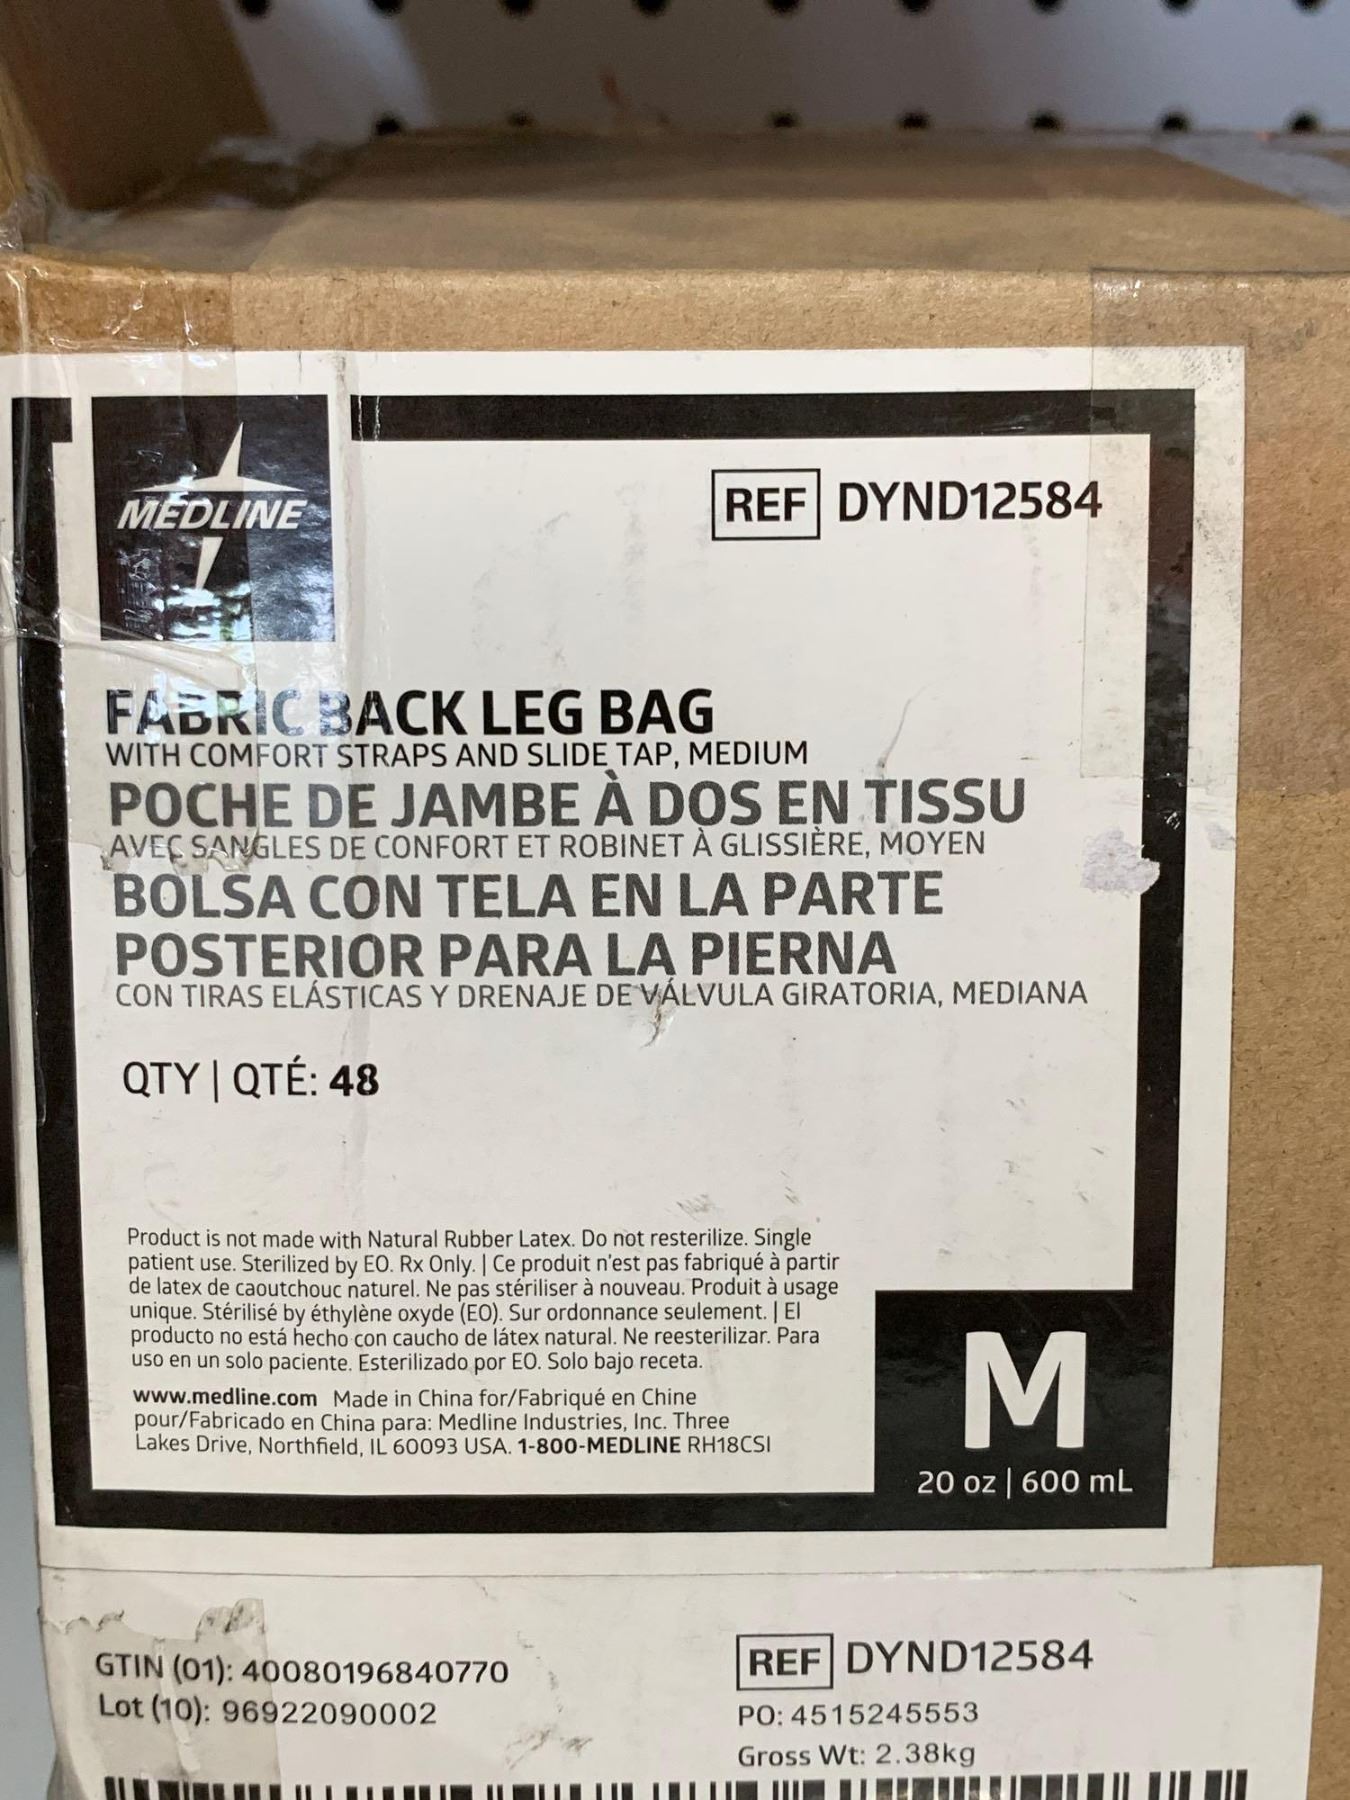 MEDLINE
REF DYND12584
FABRIC BACK LEG BAG
WITH COMFORT STRAPS AND SLIDE TAP, MEDIUM
POCHE DE JAMBE À DOS EN TISSU
AVEC SANGLES DE CONFORT ET ROBINET À GLISSIÈRE, MOYEN
BOLSA CON TELA EN LA PARTE
POSTERIOR PARA LA PIERNA
CON TIRAS ELÁSTICAS Y DRENAJE DE VÁLVULA GIRATORIA, MEDIANA
QTY | QTÉ: 48
Product is not made with Natural Rubber Latex. Do not resterilize. Single
patient use. Sterilized by EO. Rx Only. | Ce produit n'est pas fabriqué à partir
de latex de caoutchouc naturel. Ne pas stériliser à nouveau. Produit à usage
unique. Stérilisé by éthylène oxyde (EO). Sur ordonnance seulement. | El
producto no está hecho con caucho de látex natural. Ne reesterilizar. Para
uso en un solo paciente. Esterilizado por EO. Solo bajo receta.
www.medline.com Made in China for/Fabriqué en Chine
pour/Fabricado en China para: Medline Industries, Inc. Three
Lakes Drive, Northfield, IL 60093 USA. 1-800-MEDLINE RH18CSI
M
20 oz | 600 mL
GTIN (01): 40080196840770
Lot (10): 96922090002
REF DYND12584
PO: 4515245553
Gross Wt: 2.38kg